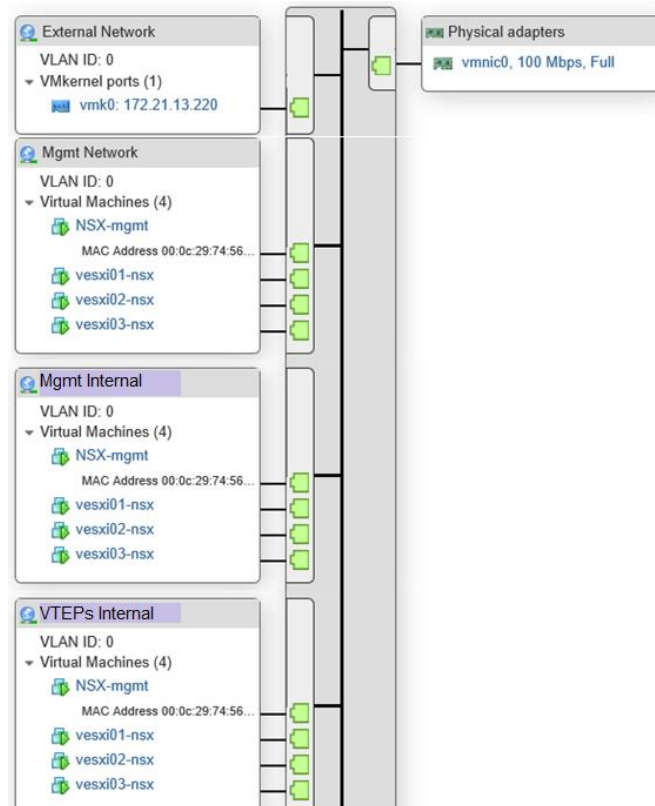 External Network
VLAN ID: 0
VMkernel ports (1)
vmk0: 172.21.13.220
Physical adapters
vmnic0, 100 Mbps, Full
Mgmt Network
VLAN ID: 0
Virtual Machines (4)
NSX-mgmt
MAC Address 00:0c:29:74:56...
vesxi01-nsx
vesxi02-nsx
vesxi03-nsx
Mgmt Internal
VLAN ID: 0
Virtual Machines (4)
NSX-mgmt
MAC Address 00:0c:29:74:56...
vesxi01-nsx
vesxi02-nsx
vesxi03-nsx
VTEPs Internal
VLAN ID: 0
Virtual Machines (4)
NSX-mgmt
MAC Address 00:0c:29:74:56...
vesxi01-nsx
vesxi02-nsx
vesxi03-nsx